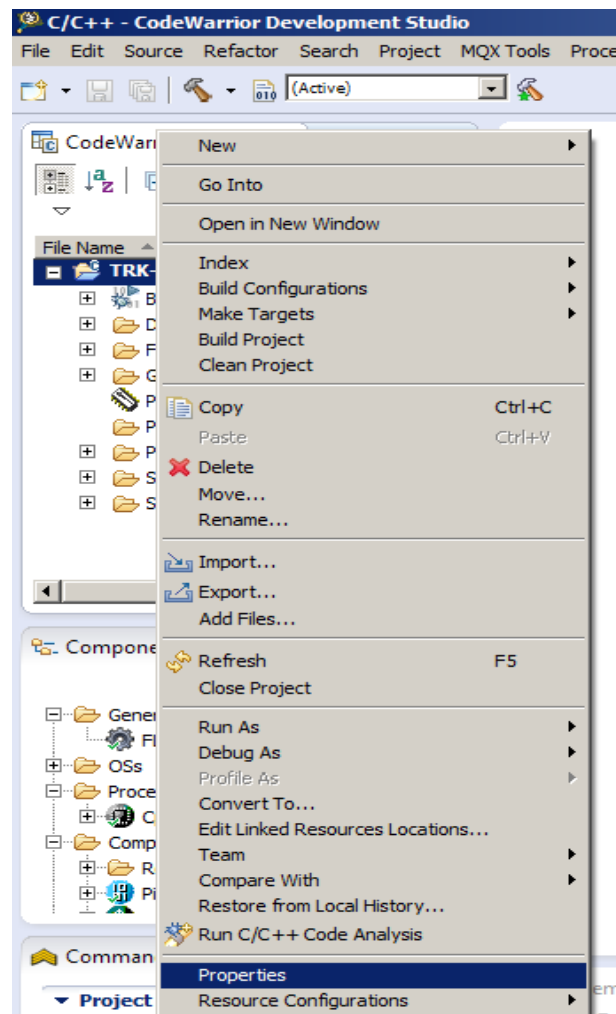 C/C++ - CodeWarrior Development Studio
File Edit Source Refactor Search Project MQX Tools
(Active)
New
Go Into
Open in New Window
File Name
TRK-
Index
Build Configurations
Make Targets
Build Project
Clean Project
Copy Ctrl+C
Paste Ctrl+V
Delete
Move...
Rename...
Import...
Export...
Add Files...
Refresh F5
Close Project
Run As
Debug As
Profile As
Convert To...
Edit Linked Resources Locations...
OSs
Team
Compare With
Restore from Local History...
Run C/C++ Code Analysis
Properties
Project
Resource Configurations